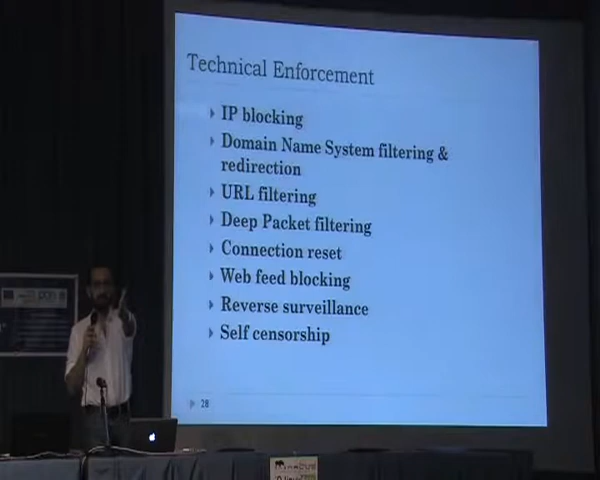 Technical Enforcement
IP blocking
Domain Name System filtering &
redirection
URL filtering
Deep Packet filtering
Connection reset
Web feed blocking
Reverse surveillance
Self censorship
28